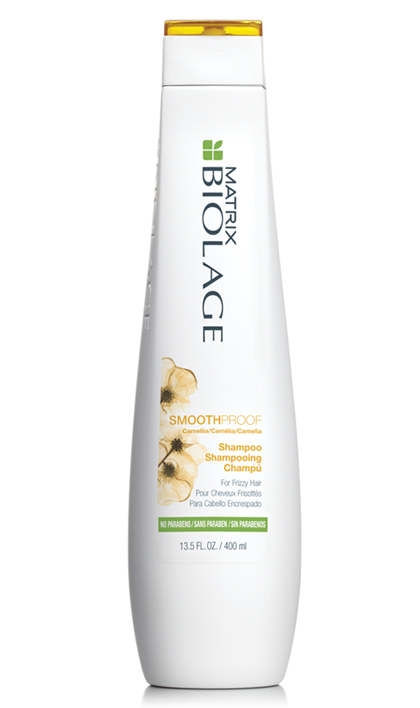 MATRIX
BIOLAGE
SMOOTHPROOF
Camellia/Camélia/Camelia
Shampoo
Shampooing
Champú
For Frizzy Hair
Pour Cheveux Frisottés
Para Cabello Encrespado
NO PARABENS / SANS PARABEN / SIN PARABENOS
13.5 FL. OZ. / 400 ml